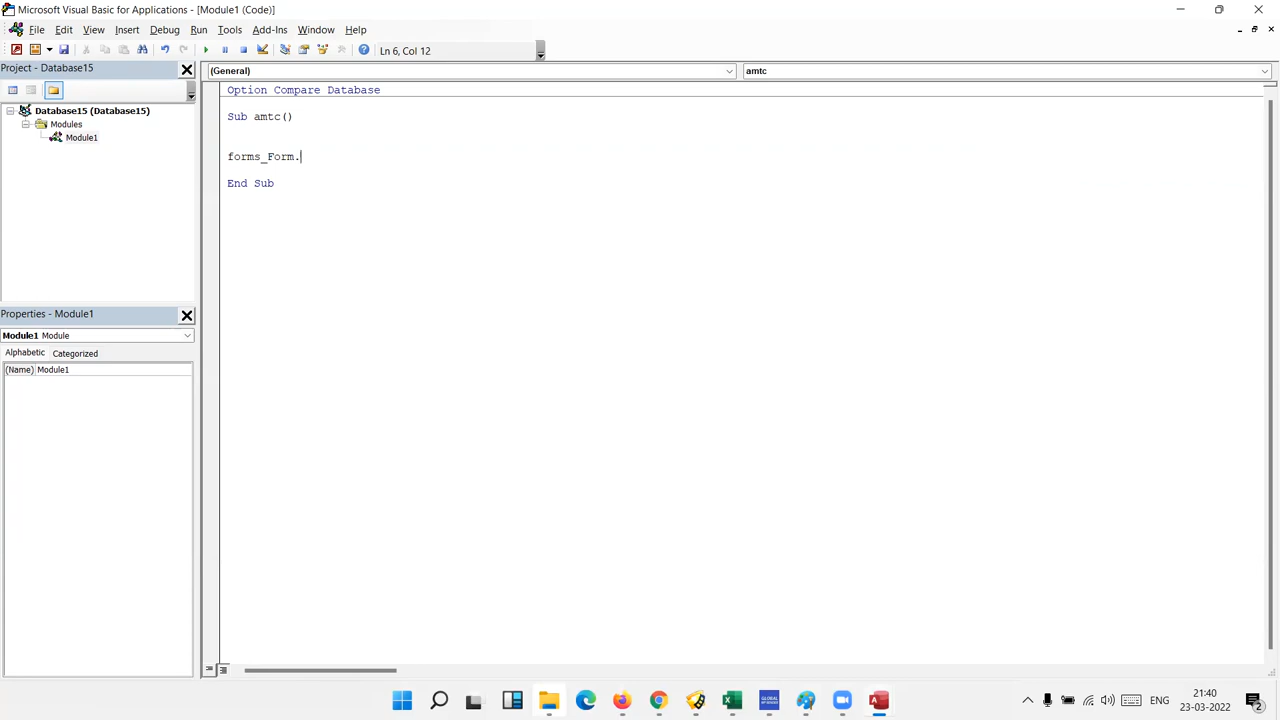 Microsoft Visual Basic for Applications - [Module1 (Code)]
File Edit View Insert Debug Run Tools Add-Ins Window Help
Ln 6, Col 12
Project - Database15
(General)
amtc
Database15 (Database15)
Modules
Module1
Option Compare Database
Sub amtc()
forms_Form.
End Sub
Properties - Module1
Module1 Module
Alphabetic Categorized
(Name) Module1
GLOBAL
ENG
21:40
23-03-2022
2